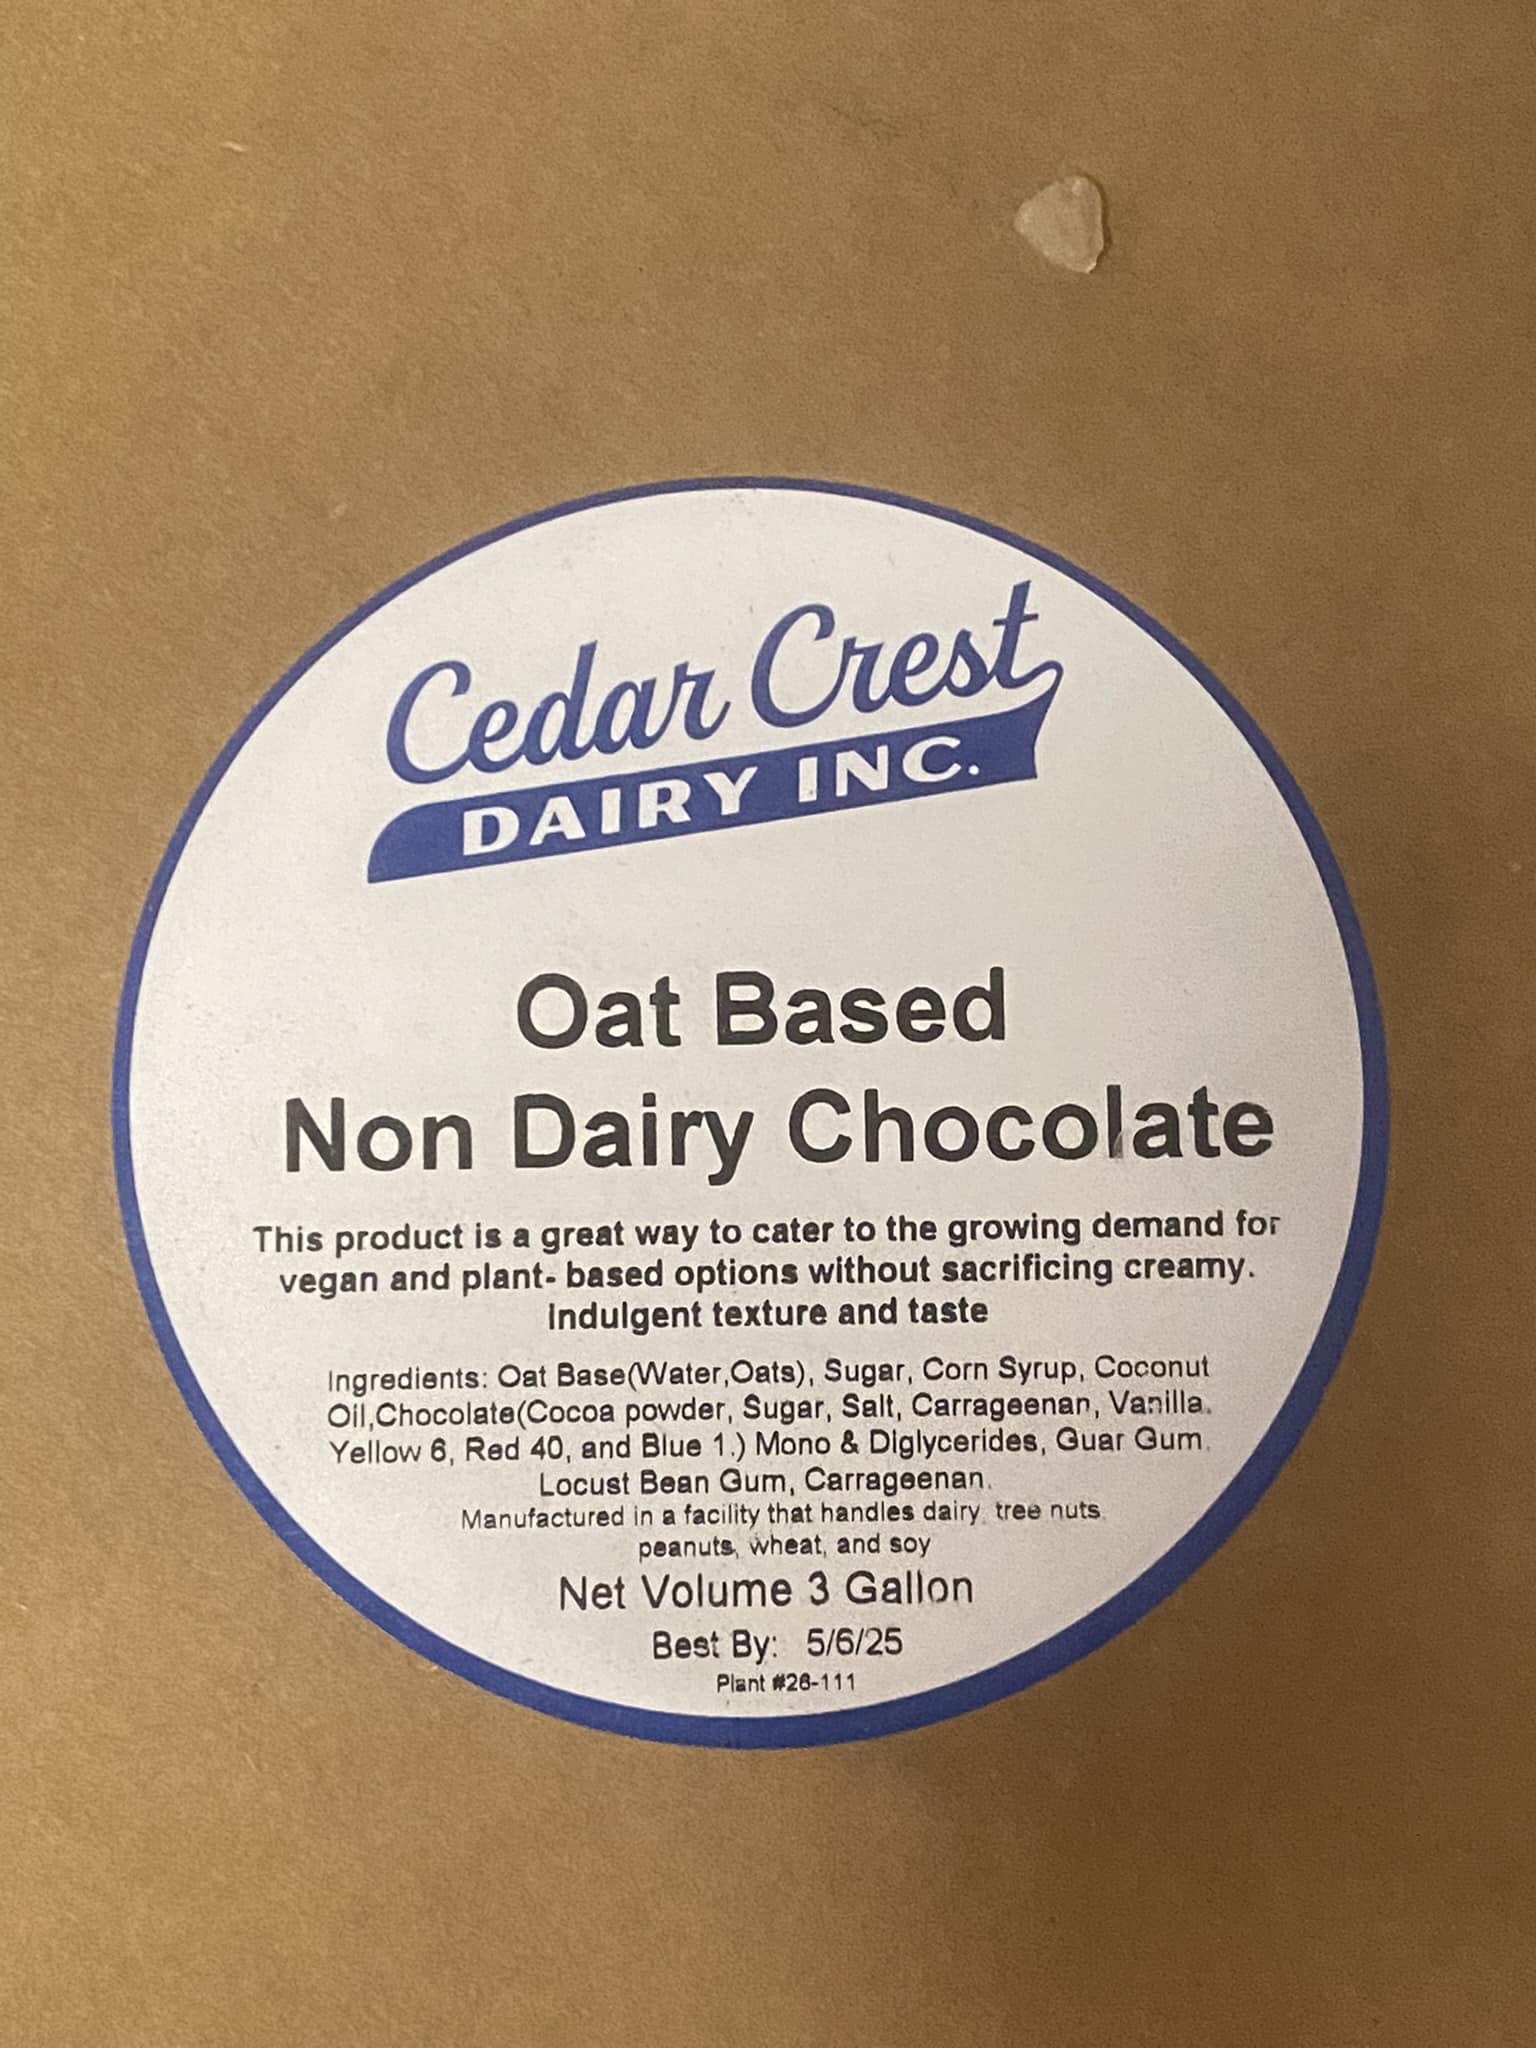 Cedar Crest
DAIRY INC.
Oat Based
Non Dairy Chocolate
This product is a great way to cater to the growing demand for
vegan and plant- based options without sacrificing creamy.
Indulgent texture and taste
Ingredients: Oat Base(Water,Oats), Sugar, Corn Syrup, Coconut
Oil,Chocolate(Cocoa powder, Sugar, Salt, Carrageenan, Vanilla,
Yellow 6, Red 40, and Blue 1.) Mono & Diglycerides, Guar Gum,
Locust Bean Gum, Carrageenan.
Manufactured in a facility that handles dairy, tree nuts,
peanuts, wheat, and soy
Net Volume 3 Gallon
Best By: 5/6/25
Plant #26-111